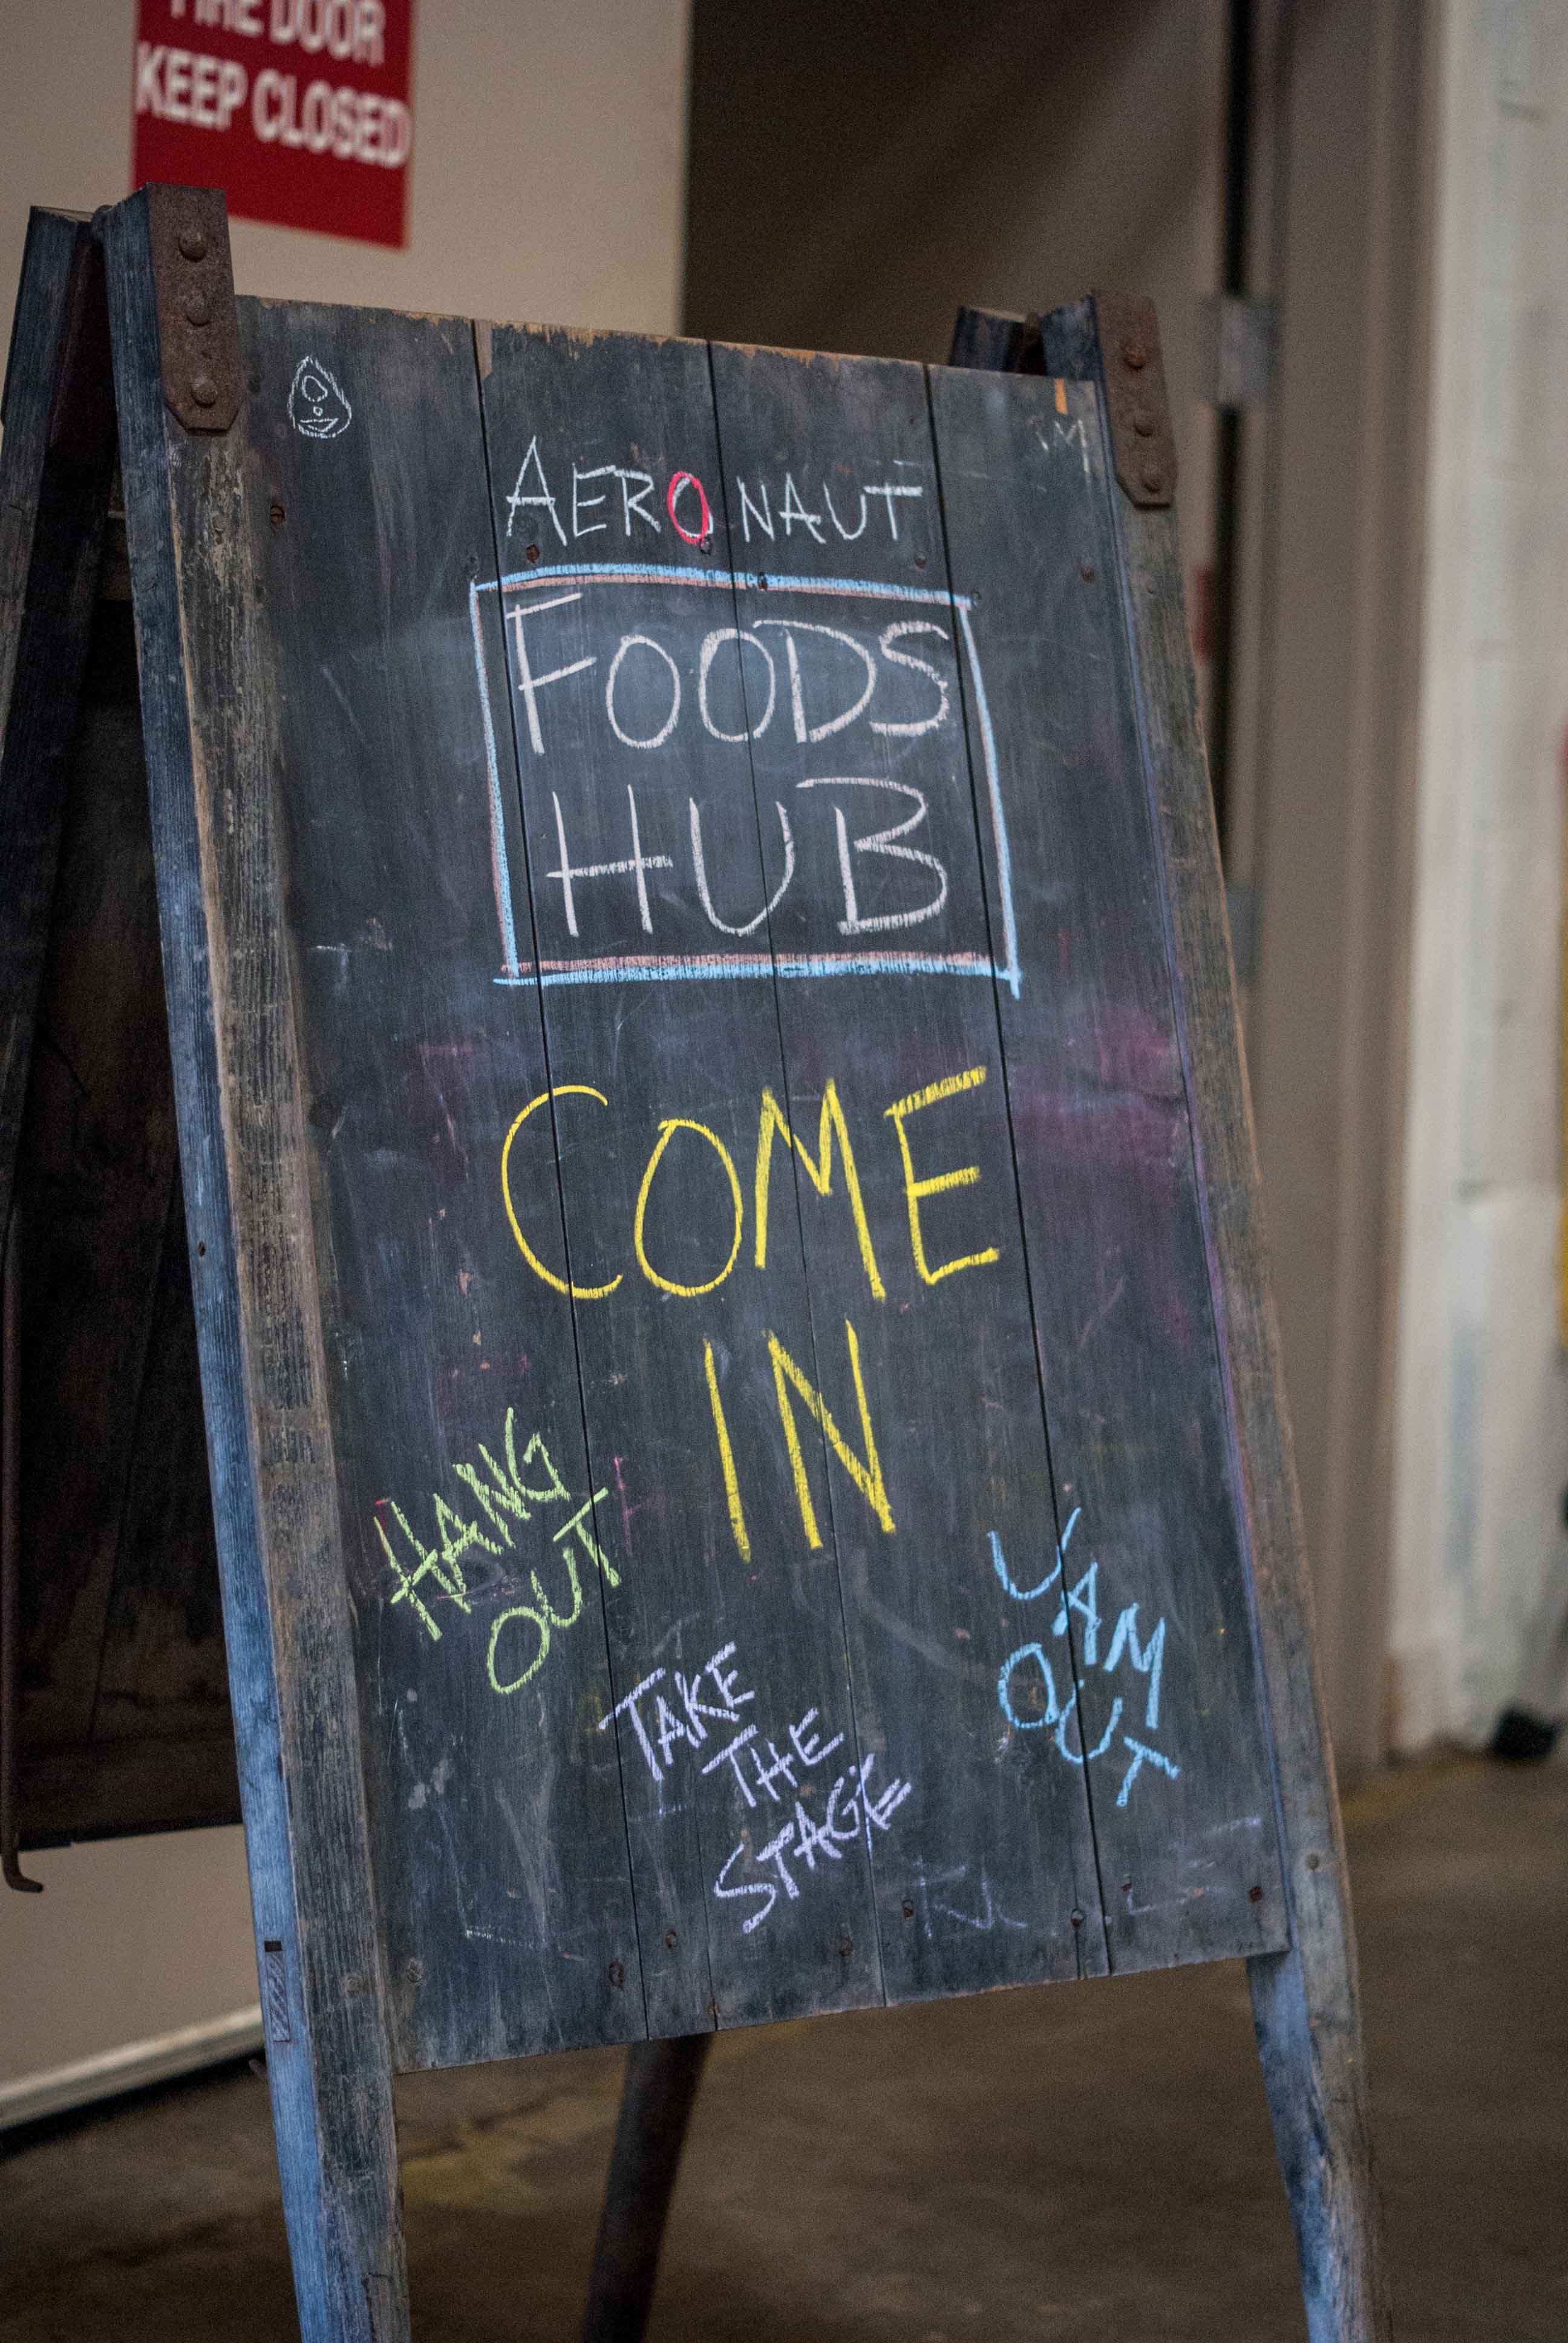 FIRE DOOR
KEEP CLOSED
AERONAUT
FOODS
HUB
COME
IN
HANG
OUT
TAKE
THE
STAGE
JAM
OUT